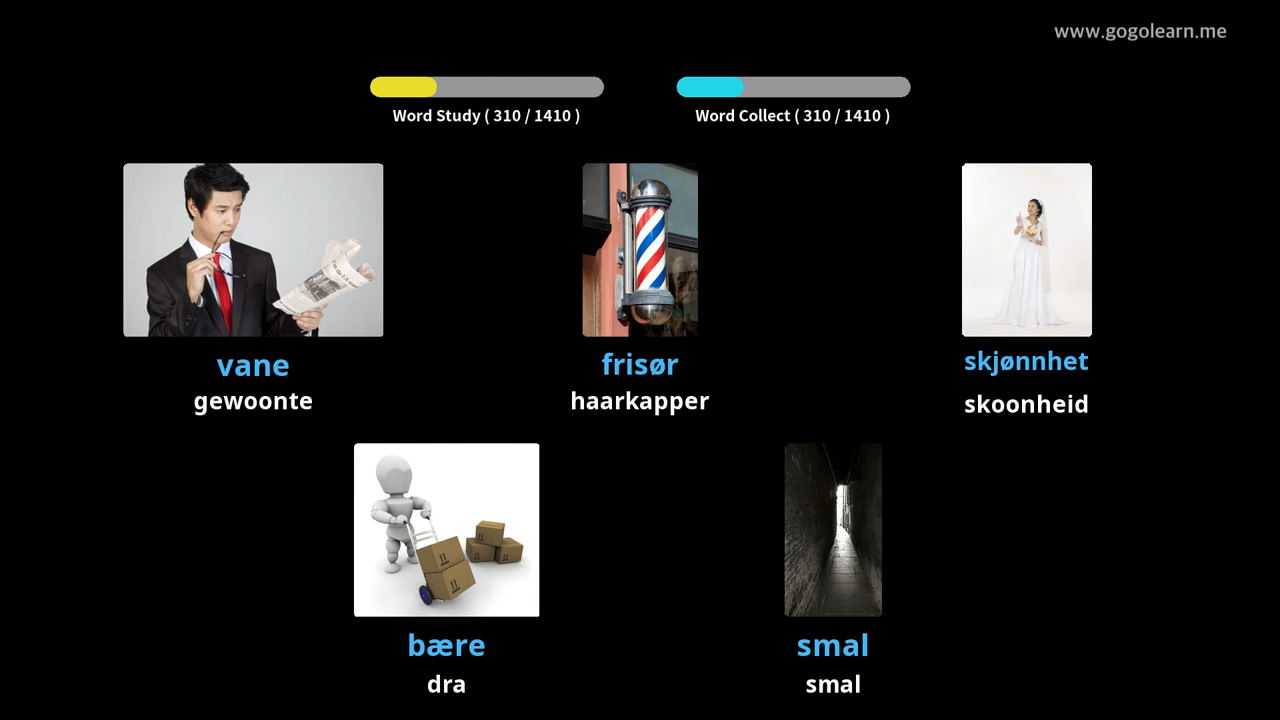 www.gogolearn.me
Word Study ( 310 / 1410 )
Word Collect ( 310 / 1410 )
vane
gewoonte
frisør
haarkapper
skjønnhet
skoonheid
bære
dra
smal
smal